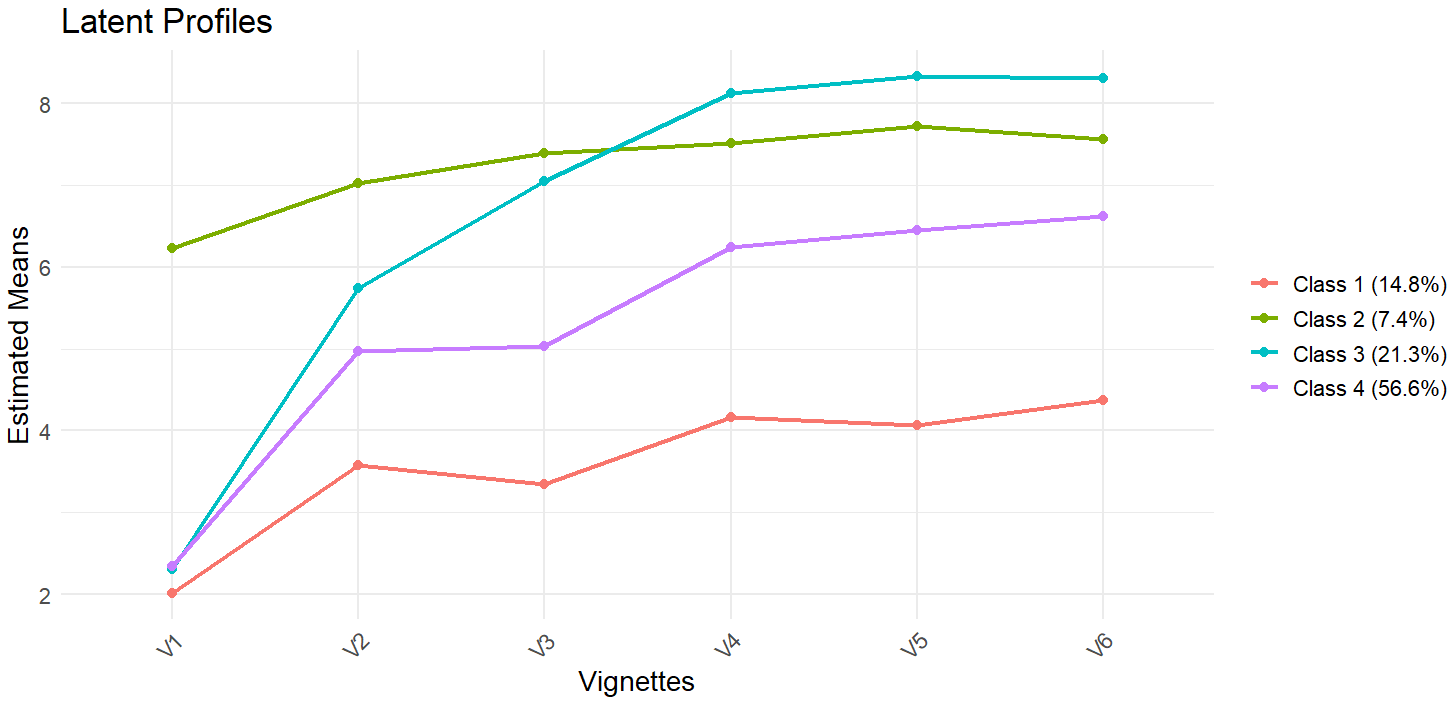 Latent Profiles
Estimated Means
8
6
4
2
V1
V2
V3
V4
V5
V6
Vignettes
Class 1 (14.8%)
Class 2 (7.4%)
Class 3 (21.3%)
Class 4 (56.6%)